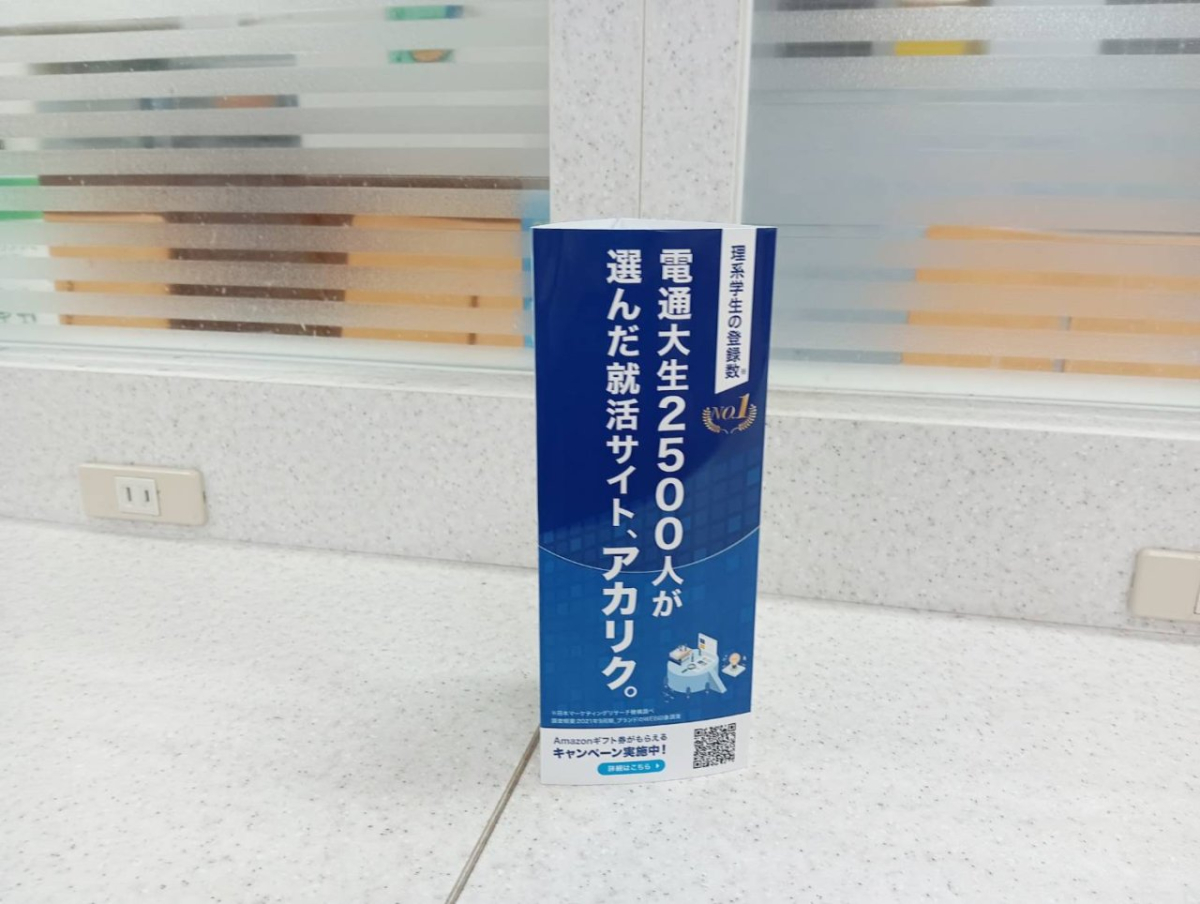 理系学生の登録数。
NO.1
電通大生2500人が
選んだ就活サイト、アカリク。
Amazonギフト券がもらえる
キャンペーン実施中!
詳細はこちら